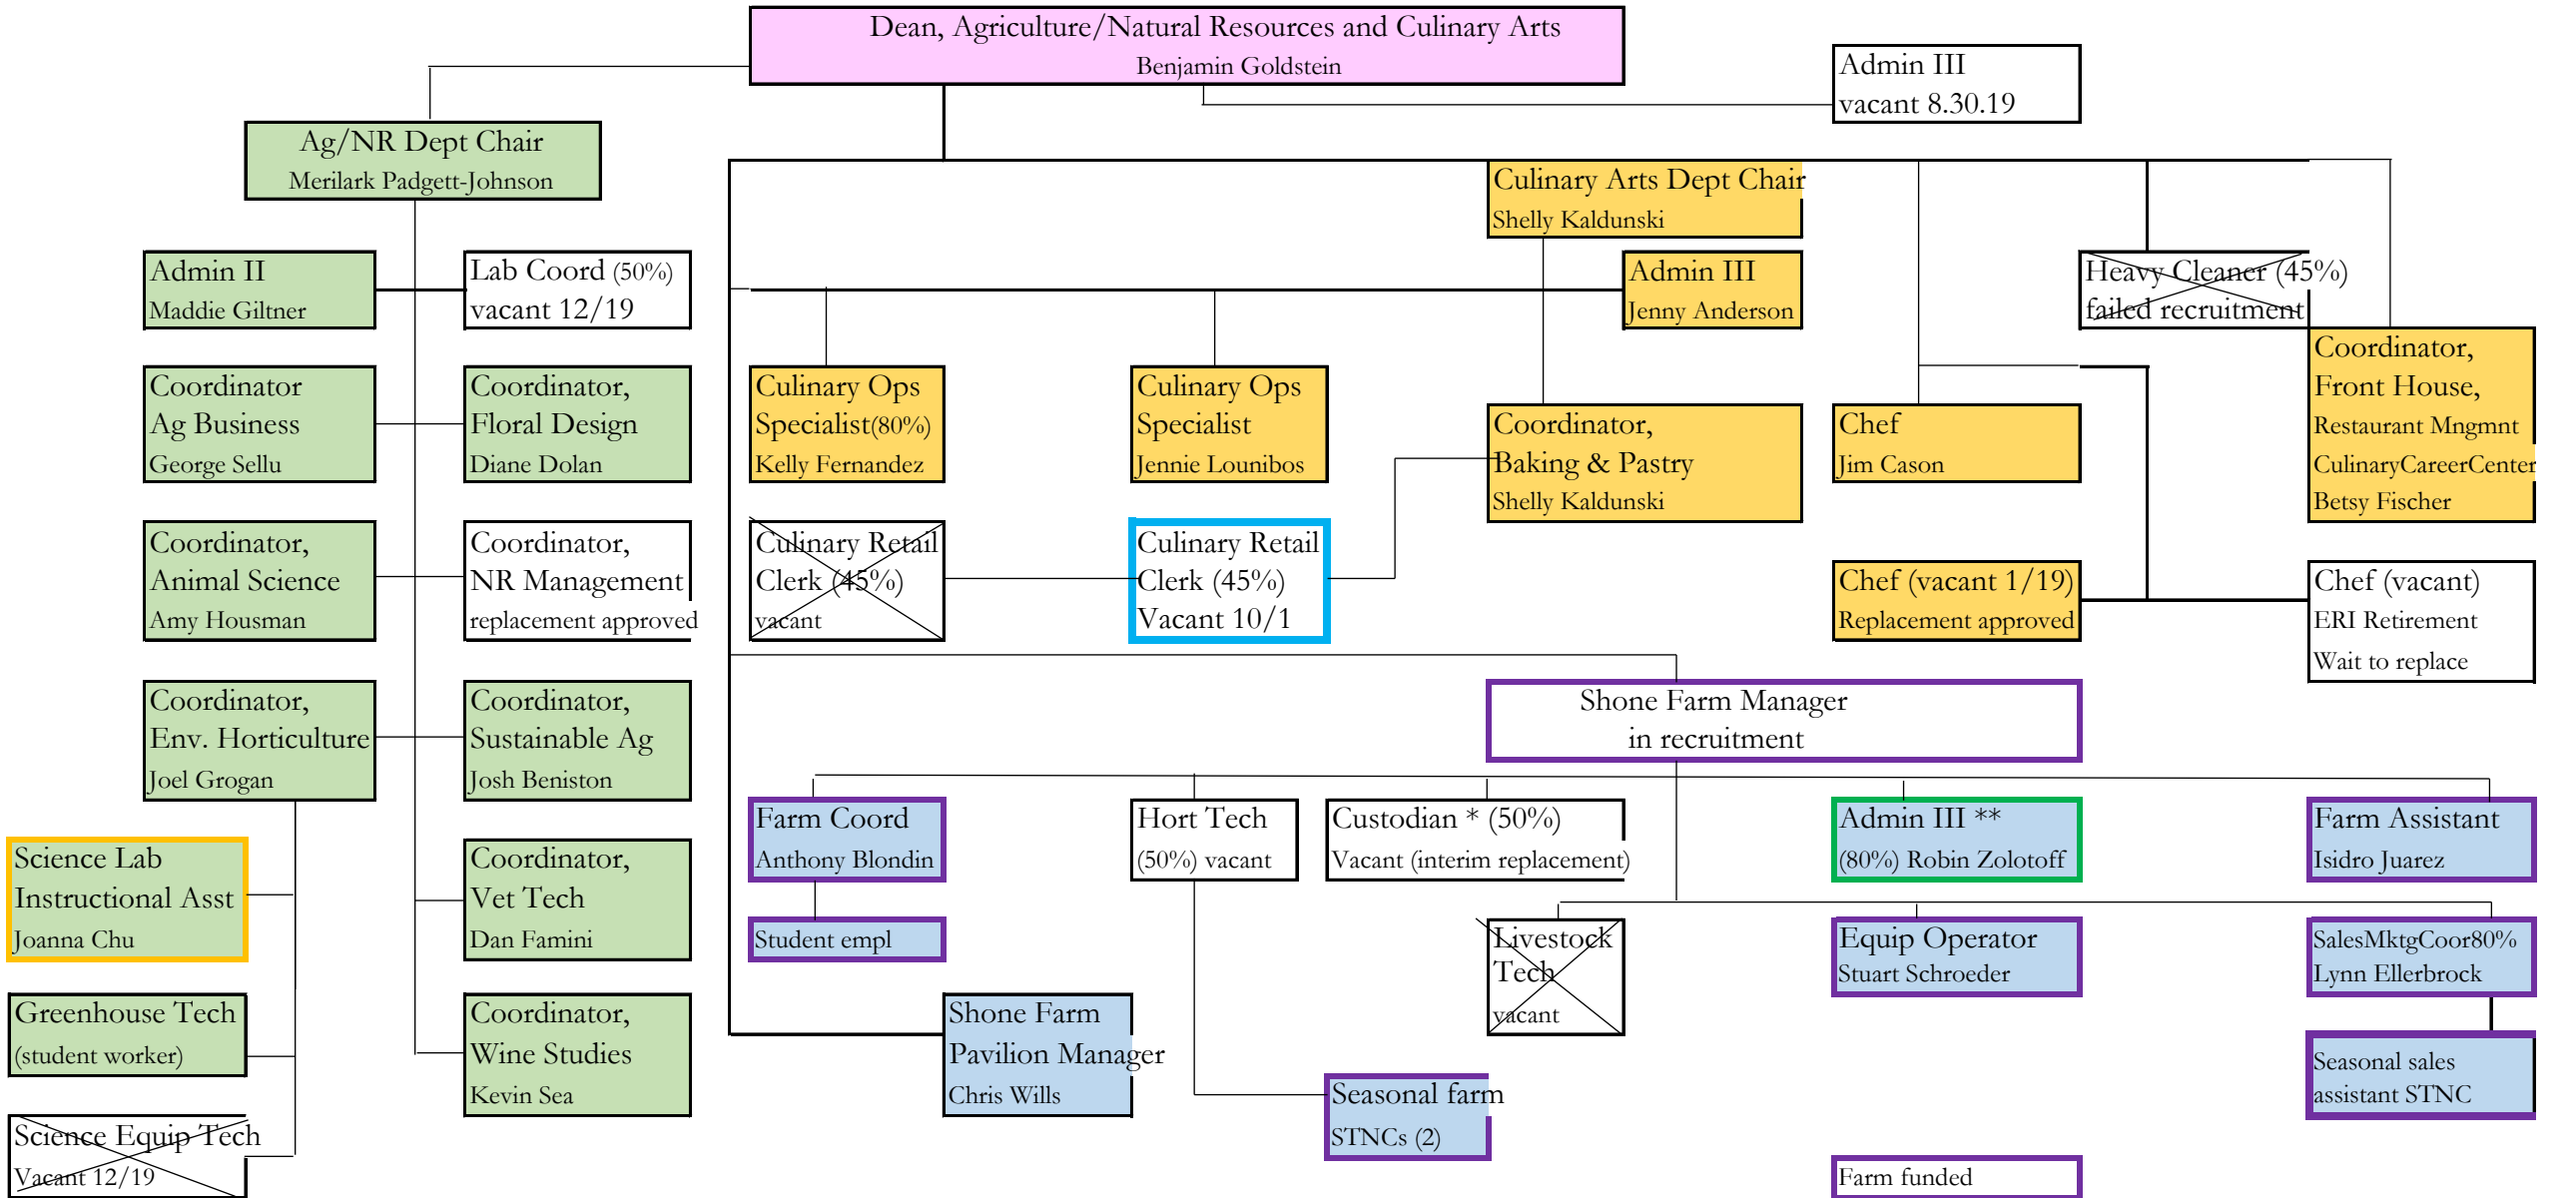 Dean, Agriculture/Natural Resources and Culinary Arts
Benjamin Goldstein
Admin III
vacant 8.30.19
Ag/NR Dept Chair
Merilark Padgett-Johnson
Culinary Arts Dept Chair
Shelly Kaldunski
Admin II
Maddie Giltner
Lab Coord (50%)
vacant 12/19
Admin III
Jenny Anderson
Heavy Cleaner (45%)
failed recruitment
Coordinator
Ag Business
George Sellu
Coordinator,
Floral Design
Diane Dolan
Culinary Ops
Specialist(80%)
Kelly Fernandez
Culinary Ops
Specialist
Jennie Lounibos
Coordinator,
Baking & Pastry
Shelly Kaldunski
Chef
Jim Cason
Coordinator,
Front House,
Restaurant Mngmnt
CulinaryCareerCenter
Betsy Fischer
Coordinator,
Animal Science
Amy Housman
Coordinator,
NR Management
replacement approved
Culinary Retail
Clerk (45%)
vacant
Culinary Retail
Clerk (45%)
Vacant 10/1
Chef (vacant 1/19)
Replacement approved
Chef (vacant)
ERI Retirement
Wait to replace
Coordinator,
Env. Horticulture
Joel Grogan
Coordinator,
Sustainable Ag
Josh Beniston
Shone Farm Manager
in recruitment
Farm Coord
Anthony Blondin
Hort Tech
(50%) vacant
Custodian * (50%)
Vacant (interim replacement)
Admin III **
(80%) Robin Zolotoff
Farm Assistant
Isidro Juarez
Science Lab
Instructional Asst
Joanna Chu
Coordinator,
Vet Tech
Dan Famini
Student empl
Livestock
Tech
vacant
Equip Operator
Stuart Schroeder
SalesMktgCoor80%
Lynn Ellerbrock
Greenhouse Tech
(student worker)
Coordinator,
Wine Studies
Kevin Sea
Shone Farm
Pavilion Manager
Chris Wills
Seasonal farm
STNCs (2)
Seasonal sales
assistant STNC
Science Equip Tech
Vacant 12/19
Farm funded